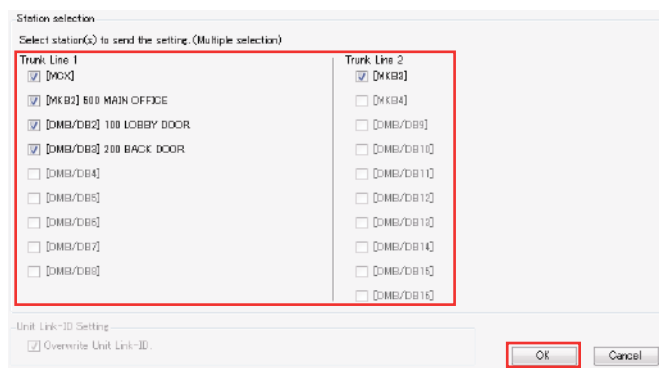 Station selection
Select station(s) to send the setting.(Multiple selection)
Trunk Line 1
[MCX]
[MKB2] 500 MAIN OFFICE
[DMB/DB2] 100 LOBBY DOOR
[DMB/DB3] 200 BACK DOOR
[DMB/DB4]
[DMB/DB5]
[DMB/DB6]
[DMB/DB7]
[DMB/DB8]
Trunk Line 2
[MKB3]
[MKB4]
[DMB/DB9]
[DMB/DB10]
[DMB/DB11]
[DMB/DB12]
[DMB/DB13]
[DMB/DB14]
[DMB/DB15]
[DMB/DB16]
Unit Link-ID Setting
Overwrite Unit Link-ID.
OK
Cancel